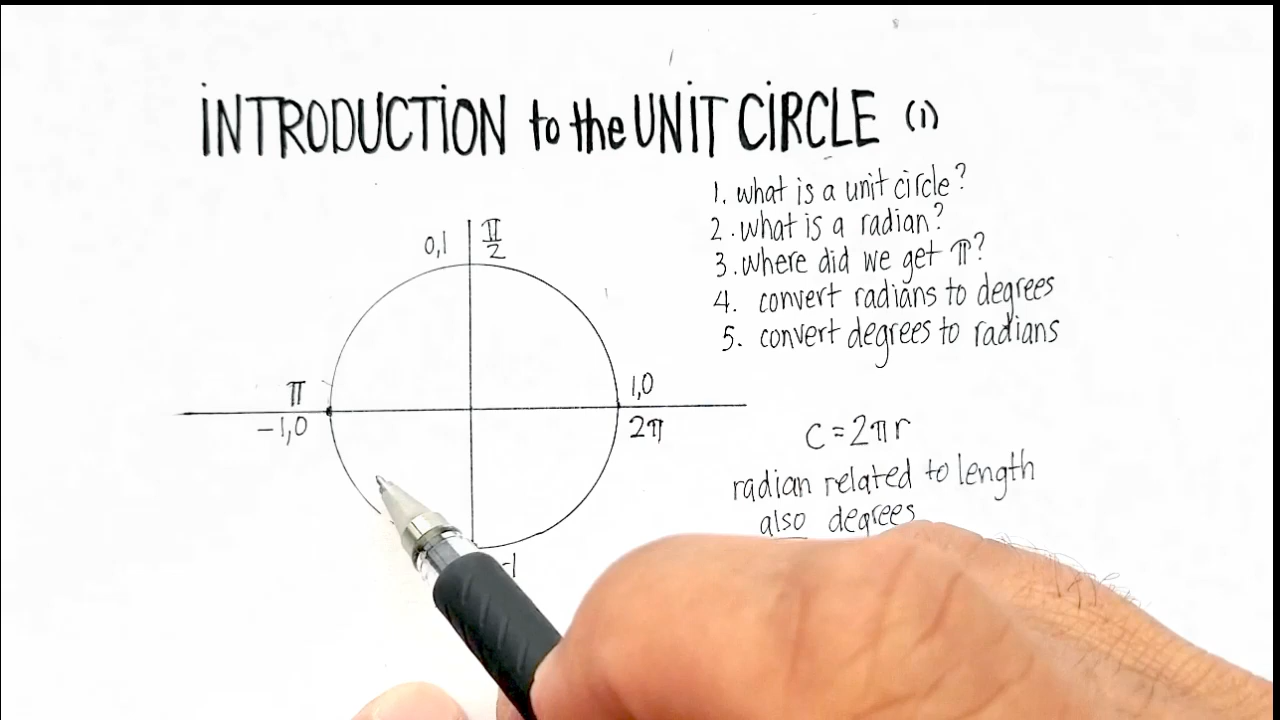 iNTRODUCTiON to the UNiT CiRCLE (1)
1. what is a unit circle?
2. what is a radian?
3. where did we get π?
4. convert radians to degrees
5. convert degrees to radians
0,1 π/2
π 1,0
-1,0 2π
-1
c=2πr
radian related to length
also degrees